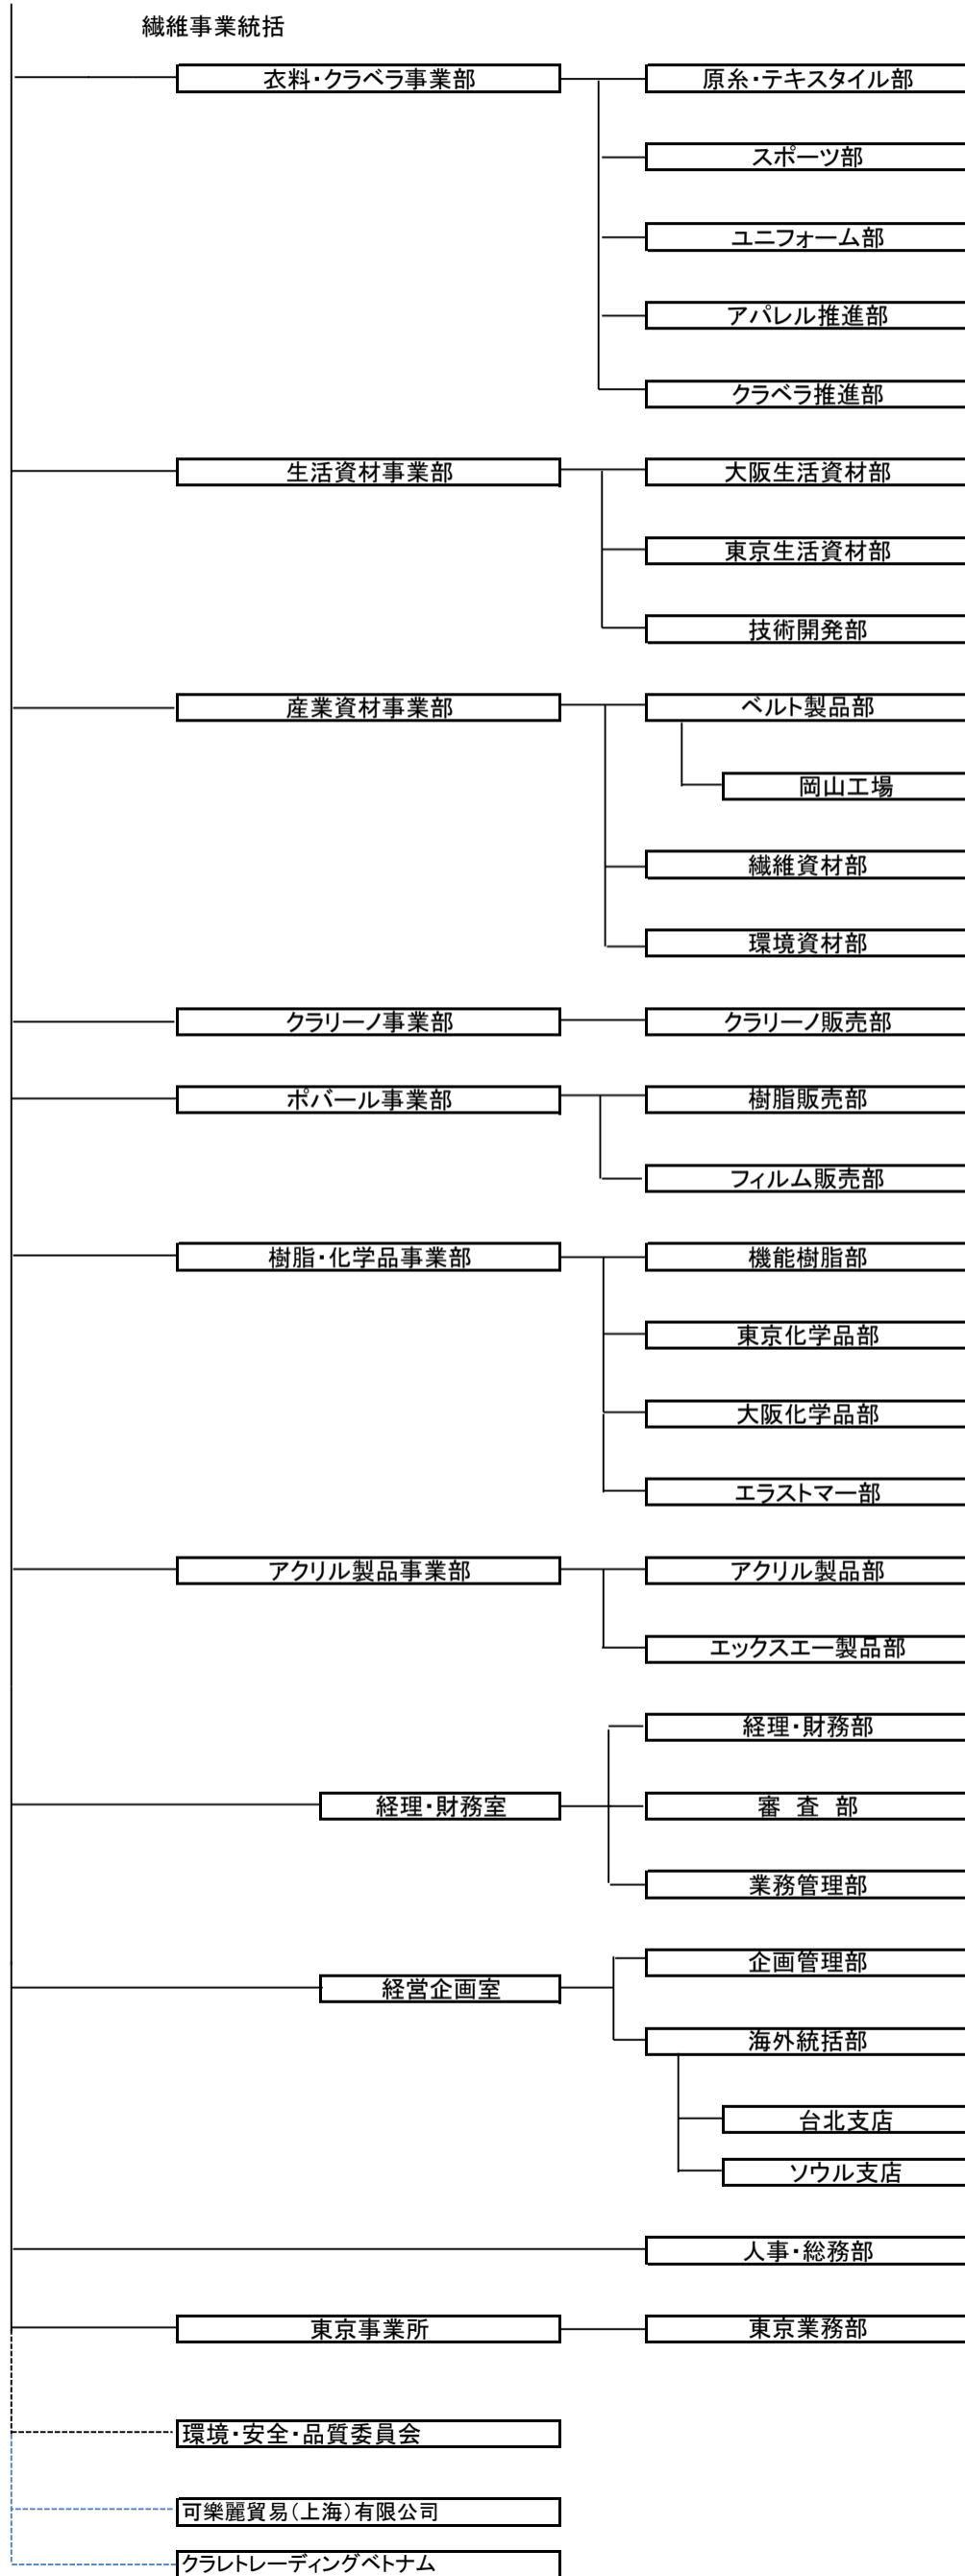 繊維事業統括
衣料・クラベラ事業部
原糸・テキスタイル部
スポーツ部
ユニフォーム部
アパレル推進部
クラベラ推進部
生活資材事業部
大阪生活資材部
東京生活資材部
技術開発部
産業資材事業部
ベルト製品部
岡山工場
繊維資材部
環境資材部
クラリーノ事業部
クラリーノ販売部
ポバール事業部
樹脂販売部
フィルム販売部
樹脂・化学品事業部
機能樹脂部
東京化学品部
大阪化学品部
エラストマー部
アクリル製品事業部
アクリル製品部
エックスエー製品部
経理・財務部
経理・財務室
審 査 部
業務管理部
企画管理部
経営企画室
海外統括部
台北支店
ソウル支店
人事・総務部
東京事業所
東京業務部
環境・安全・品質委員会
可樂麗貿易(上海)有限公司
クラレトレーディングベトナム